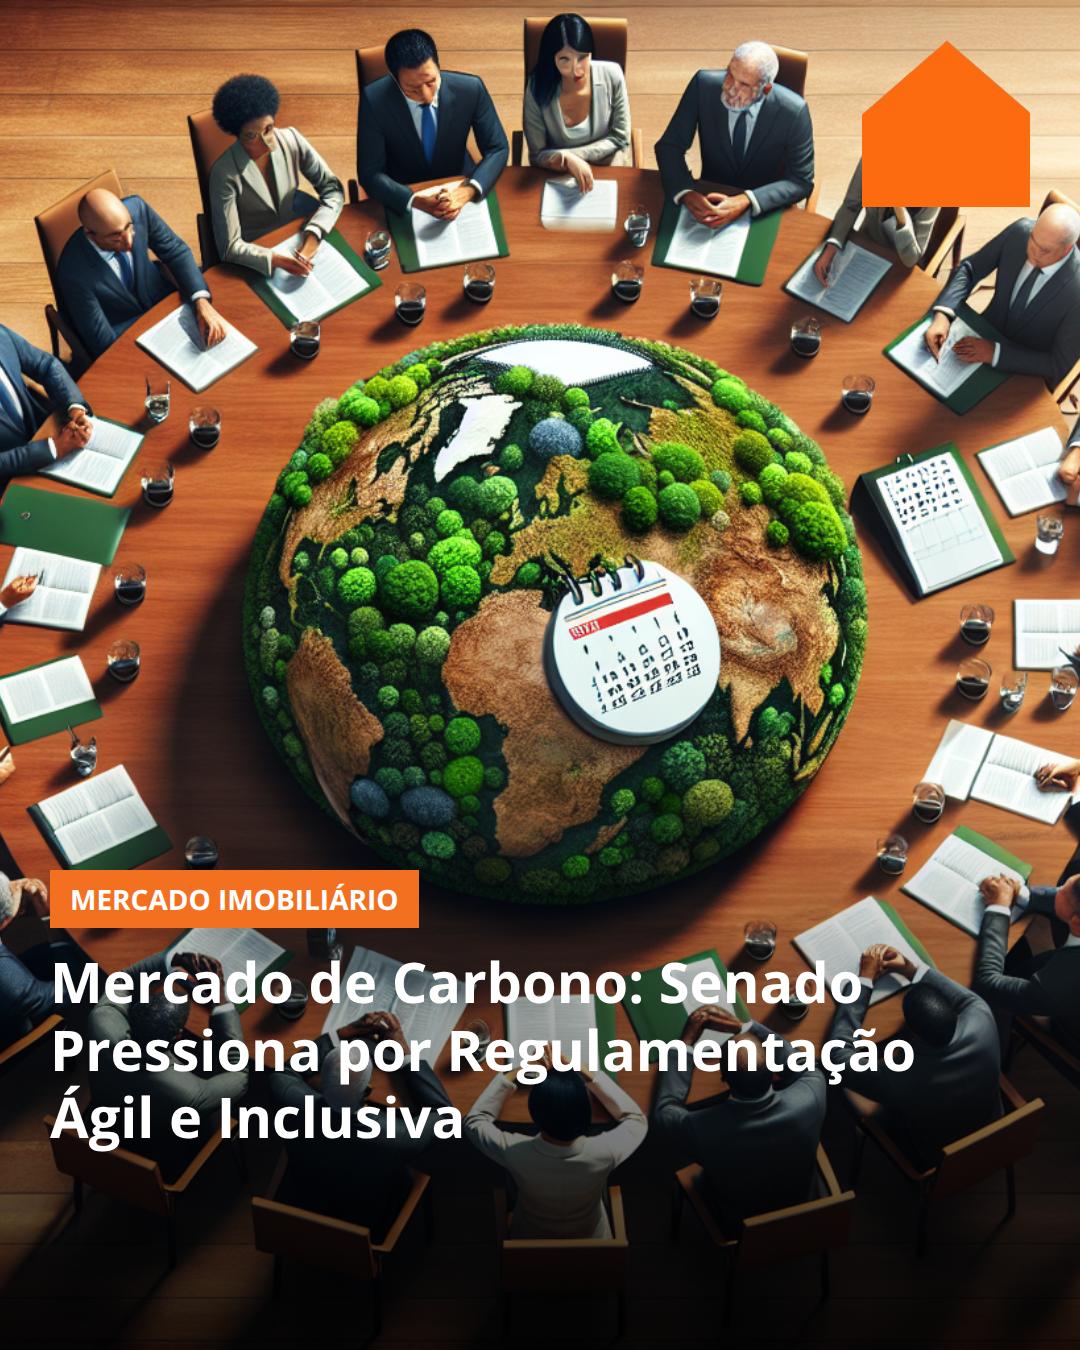 MERCADO IMOBILIÁRIO
Mercado de Carbono: Senado
Pressiona por Regulamentação
Ágil e Inclusiva